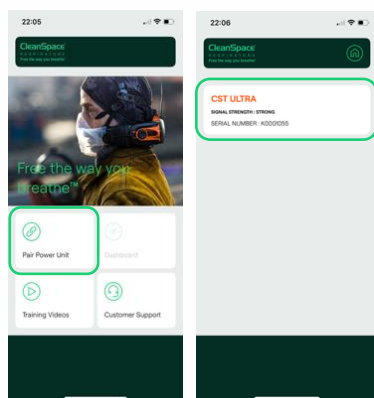 22:05
CleanSpace
RESPIRATORS
Free the way you breathe
Free the way you
breathe™
Pair Power Unit
Dashboard
Training Videos
Customer Support
22:06
CleanSpace
RESPIRATORS
Free the way you breathe
CST ULTRA
SIGNAL STRENGTH : STRONG
SERIAL NUMBER : K0001055